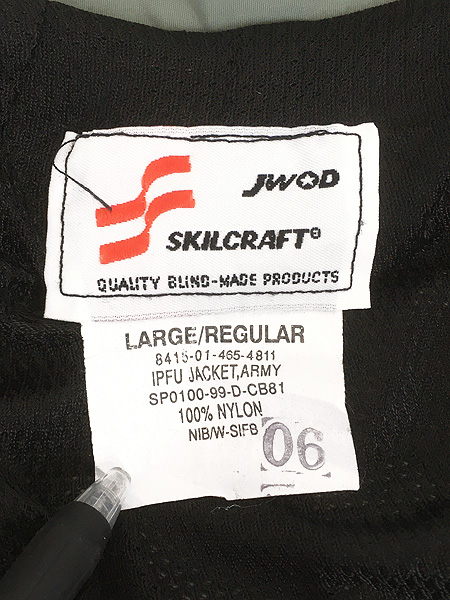 JWOD
SKILCRAFT®
QUALITY BLIND-MADE PRODUCTS
LARGE/REGULAR
8415-01-465-4811
IPFU JACKET,ARMY
SP0100-99-D-CB81
100% NYLON
NIB/W-SIFB
06